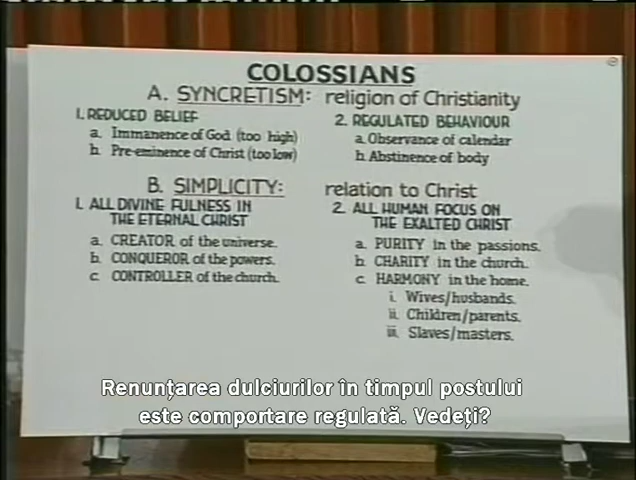 COLOSSIANS
A. SYNCRETISM: religion of Christianity
1. REDUCED BELIEF
a. Immanence of God (too high)
b. Pre-eminence of Christ (too low)
2. REGULATED BEHAVIOUR
a. Observance of calendar
b. Abstinence of body
B. SIMPLICITY: relation to Christ
1. ALL DIVINE FULNESS IN
THE ETERNAL CHRIST
a. CREATOR of the universe.
b. CONQUEROR of the powers.
c. CONTROLLER of the church.
2. ALL HUMAN FOCUS ON
THE EXALTED CHRIST
a. PURITY in the passions.
b. CHARITY in the church.
c. HARMONY in the home.
i. Wives/husbands.
ii. Children/parents.
iii. Slaves/masters.
Renunțarea dulciurilor în timpul postului
este comportare regulată. Vedeți?